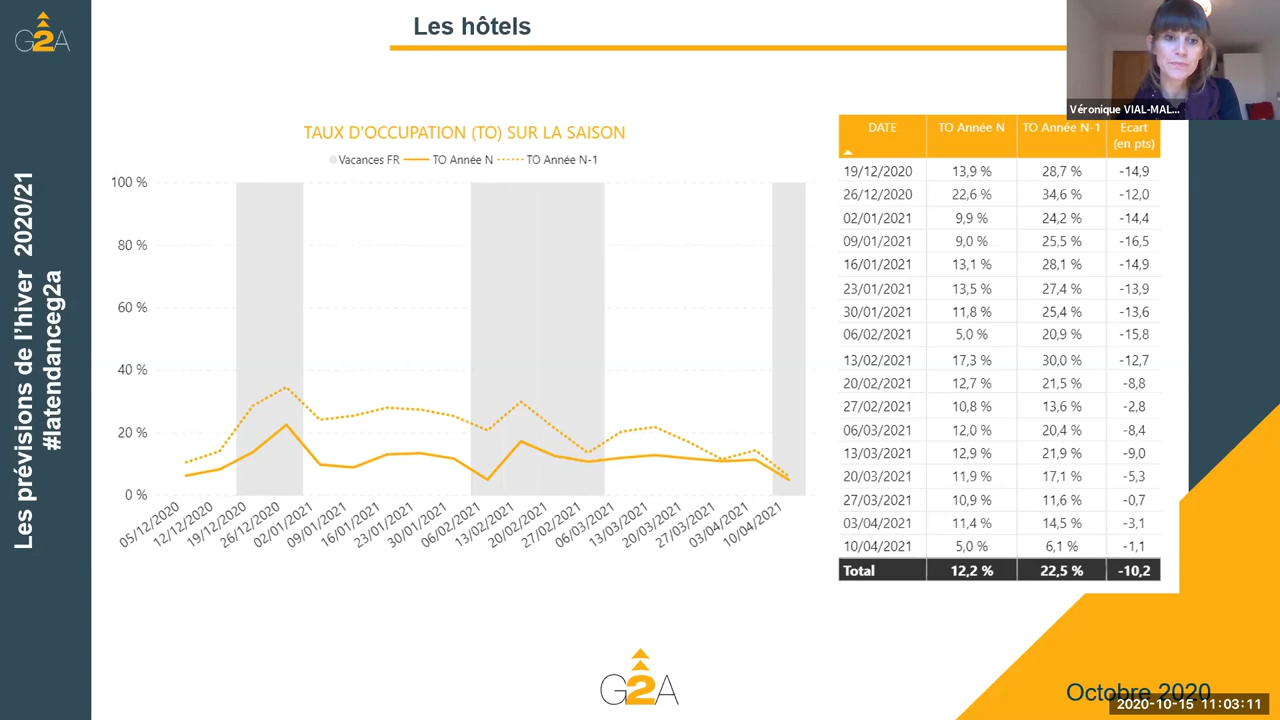 G2A
Les hôtels
Véronique VIAL-MAL...
Les prévisions de l'hiver 2020/21
#latendanceg2a
TAUX D'OCCUPATION (TO) SUR LA SAISON
Vacances FR TO Année N TO Année N-1
100 %
80 %
60 %
40 %
20 %
0 %
05/12/2020 12/12/2020 19/12/2020 26/12/2020 02/01/2021 09/01/2021 16/01/2021 23/01/2021 30/01/2021 06/02/2021 13/02/2021 20/02/2021 27/02/2021 06/03/2021 13/03/2021 20/03/2021 27/03/2021 03/04/2021 10/04/2021
DATE TO Année N TO Année N-1 Ecart
(en pts)
19/12/2020 13,9 % 28,7 % -14,9
26/12/2020 22,6 % 34,6 % -12,0
02/01/2021 9,9 % 24,2 % -14,4
09/01/2021 9,0 % 25,5 % -16,5
16/01/2021 13,1 % 28,1 % -14,9
23/01/2021 13,5 % 27,4 % -13,9
30/01/2021 11,8 % 25,4 % -13,6
06/02/2021 5,0 % 20,9 % -15,8
13/02/2021 17,3 % 30,0 % -12,7
20/02/2021 12,7 % 21,5 % -8,8
27/02/2021 10,8 % 13,6 % -2,8
06/03/2021 12,0 % 20,4 % -8,4
13/03/2021 12,9 % 21,9 % -9,0
20/03/2021 11,9 % 17,1 % -5,3
27/03/2021 10,9 % 11,6 % -0,7
03/04/2021 11,4 % 14,5 % -3,1
10/04/2021 5,0 % 6,1 % -1,1
Total 12,2 % 22,5 % -10,2
G2A
Octobre 2020
2020-10-15 11:03:11